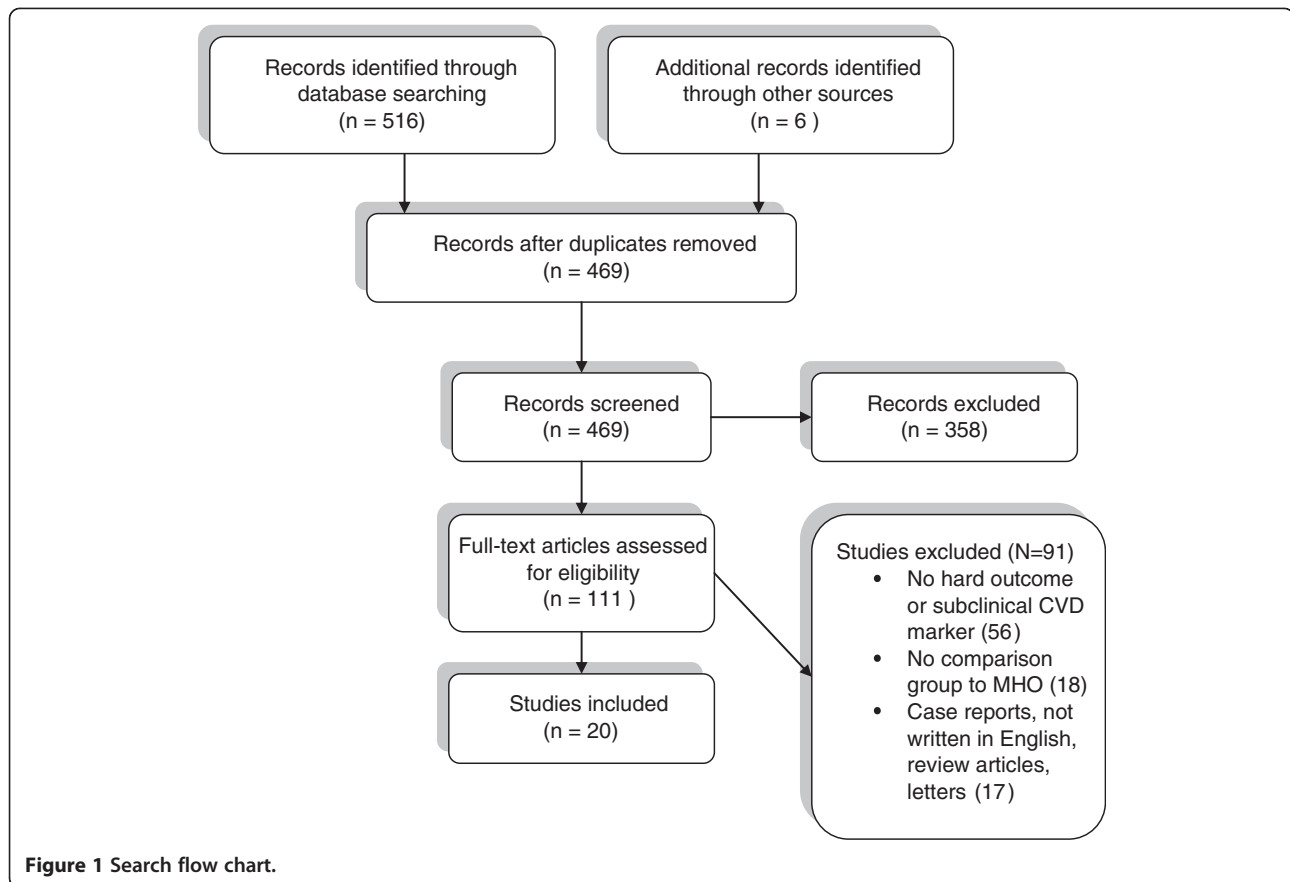 Records identified through
database searching
(n = 516)
Additional records identified
through other sources
(n = 6 )
Records after duplicates removed
(n = 469)
Records screened
(n = 469)
Records excluded
(n = 358)
Full-text articles assessed
for eligibility
(n = 111 )
Studies excluded (N=91)
• No hard outcome
or subclinical CVD
marker (56)
• No comparison
group to MHO (18)
• Case reports, not
written in English,
review articles,
letters (17)
Studies included
(n = 20)
Figure 1 Search flow chart.